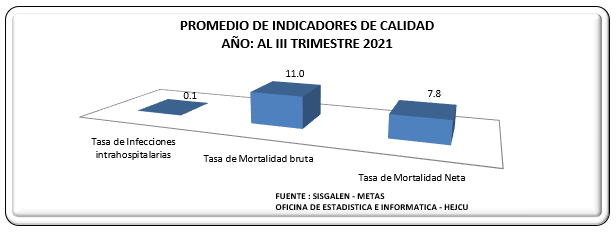 PROMEDIO DE INDICADORES DE CALIDAD
AÑO: AL III TRIMESTRE 2021
0.1
11.0
7.8
Tasa de Infecciones
intrahospitalarias
Tasa de Mortalidad bruta
Tasa de Mortalidad Neta
FUENTE : SISGALEN - METAS
OFICINA DE ESTADISTICA E INFORMATICA - HEJCU